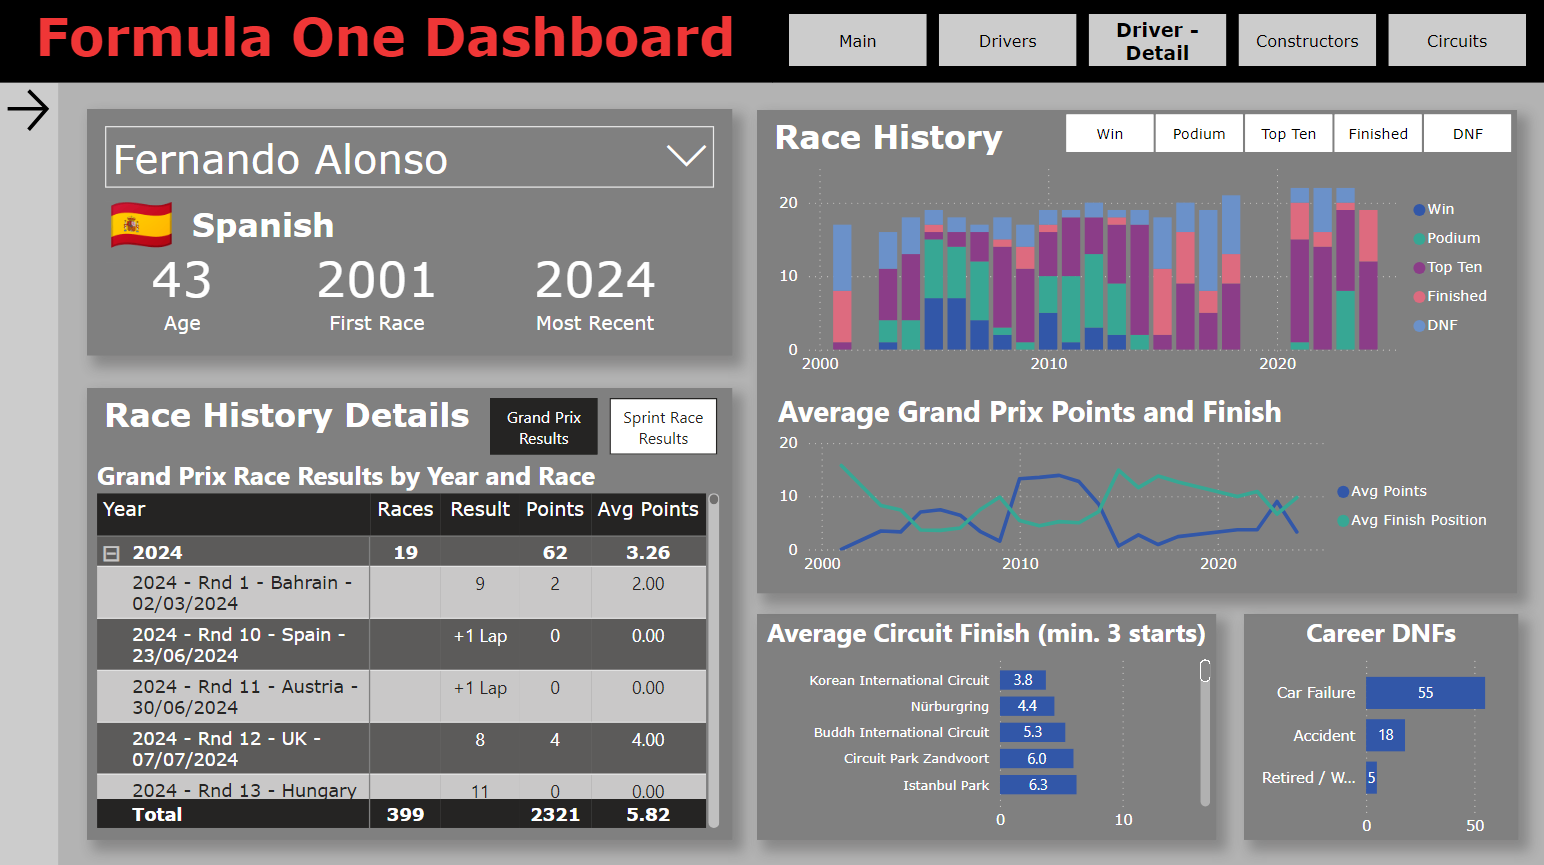 Formula One Dashboard
Main
Drivers
Driver -
Detail
Constructors
Circuits
Fernando Alonso
Spanish
43
2001
2024
Age
First Race
Most Recent
Race History Details
Grand Prix
Results
Sprint Race
Results
Grand Prix Race Results by Year and Race
Year Races Result Points Avg Points
2024 19 62 3.26
2024 - Rnd 1 - Bahrain -
02/03/2024
9 2 2.00
2024 - Rnd 10 - Spain -
23/06/2024
+1 Lap 0 0.00
2024 - Rnd 11 - Austria -
30/06/2024
+1 Lap 0 0.00
2024 - Rnd 12 - UK -
07/07/2024
8 4 4.00
2024 - Rnd 13 - Hungary
11 0 0.00
Total 399 2321 5.82
Race History
Win
Podium
Top Ten
Finished
DNF
20
10
0
2000 2010 2020
Win
Podium
Top Ten
Finished
DNF
Average Grand Prix Points and Finish
20
10
0
2000 2010 2020
Avg Points
Avg Finish Position
Average Circuit Finish (min. 3 starts)
Korean International Circuit 3.8
Nürburgring 4.4
Buddh International Circuit 5.3
Circuit Park Zandvoort 6.0
Istanbul Park 6.3
0 10
Career DNFs
Car Failure 55
Accident 18
Retired / W... 5
0 50